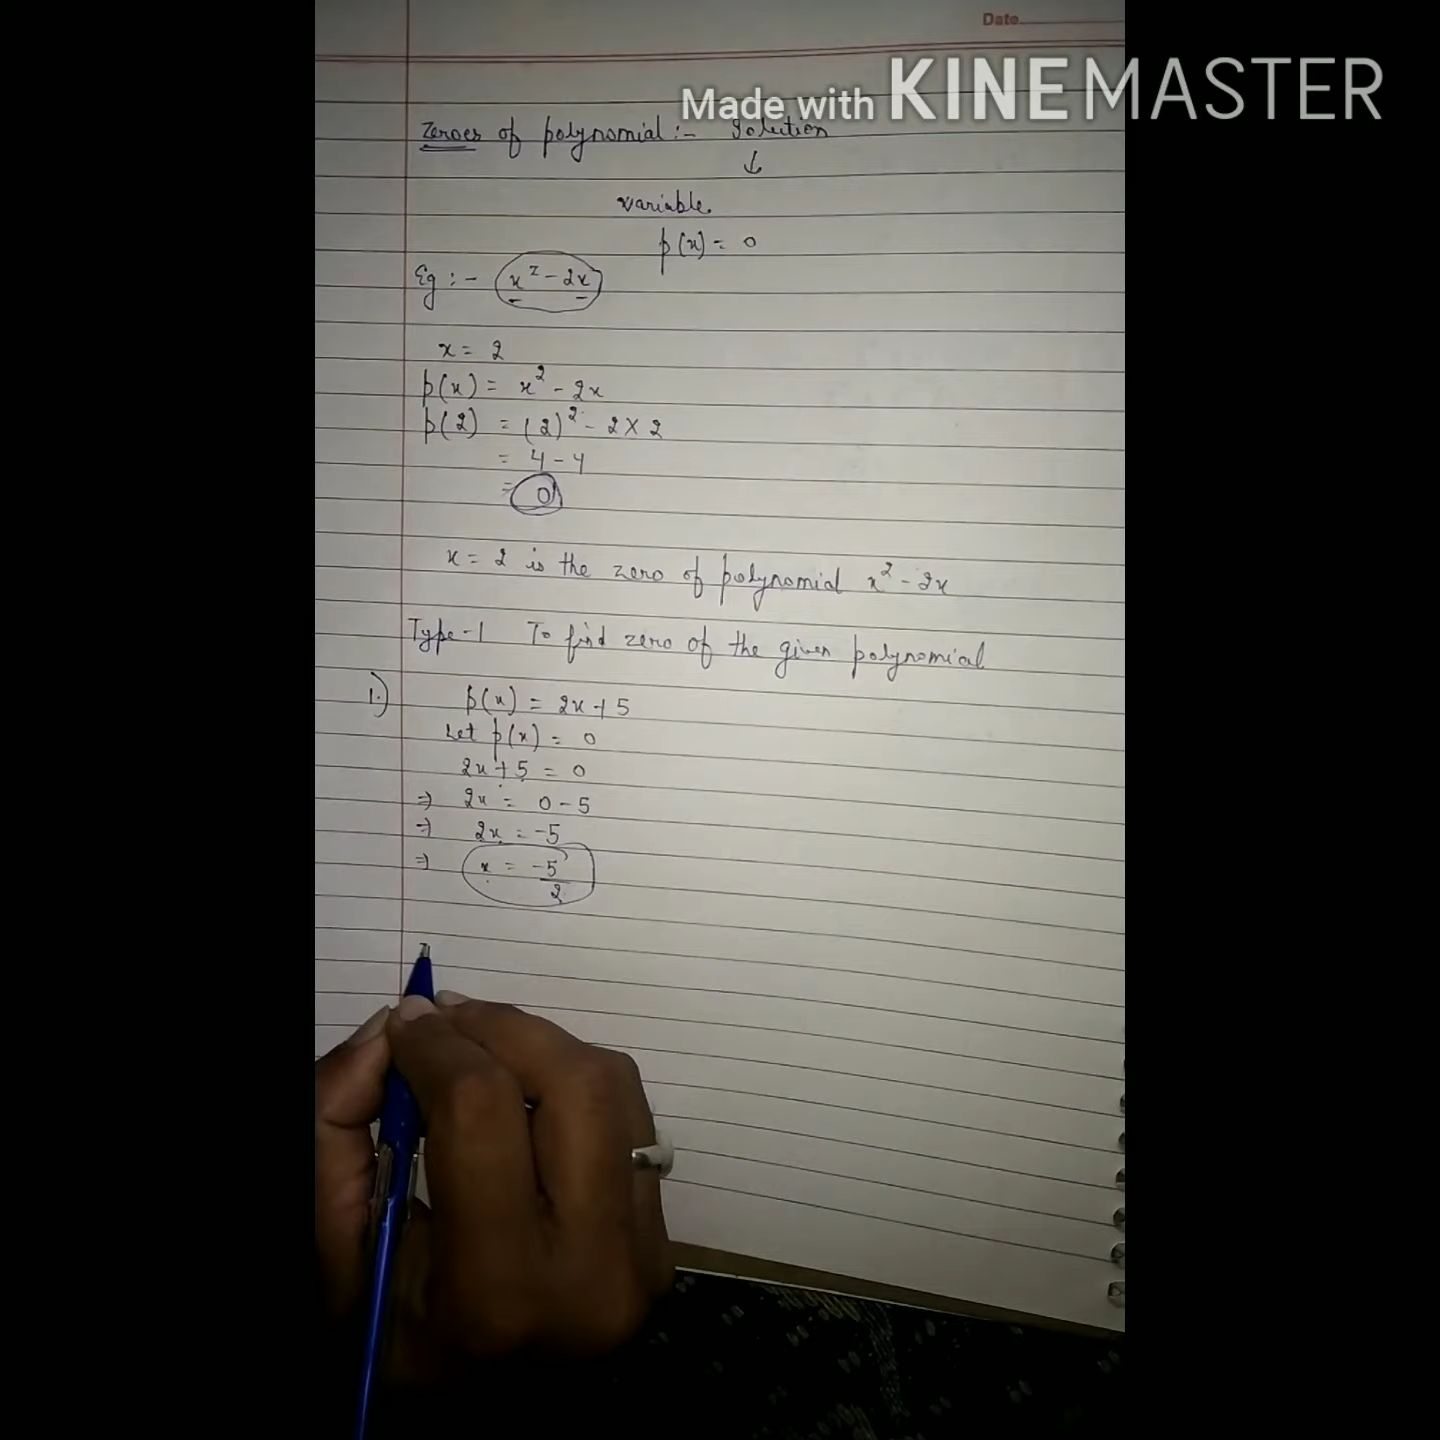 Date
Made with KINEMASTER
Zeroes of polynomial :- Solution
↓
variable.
p(x) = 0
Eg :- x² - 2x
x = 2
p(x) = x² - 2x
p(2) = (2)² - 2 × 2
= 4 - 4
= 0
x = 2 is the zero of polynomial x² - 2x
Type-1 To find zero of the given polynomial
1.) p(x) = 2x + 5
Let p(x) = 0
2x + 5 = 0
⇒ 2x = 0 - 5
⇒ 2x = -5
⇒ x = -5/2